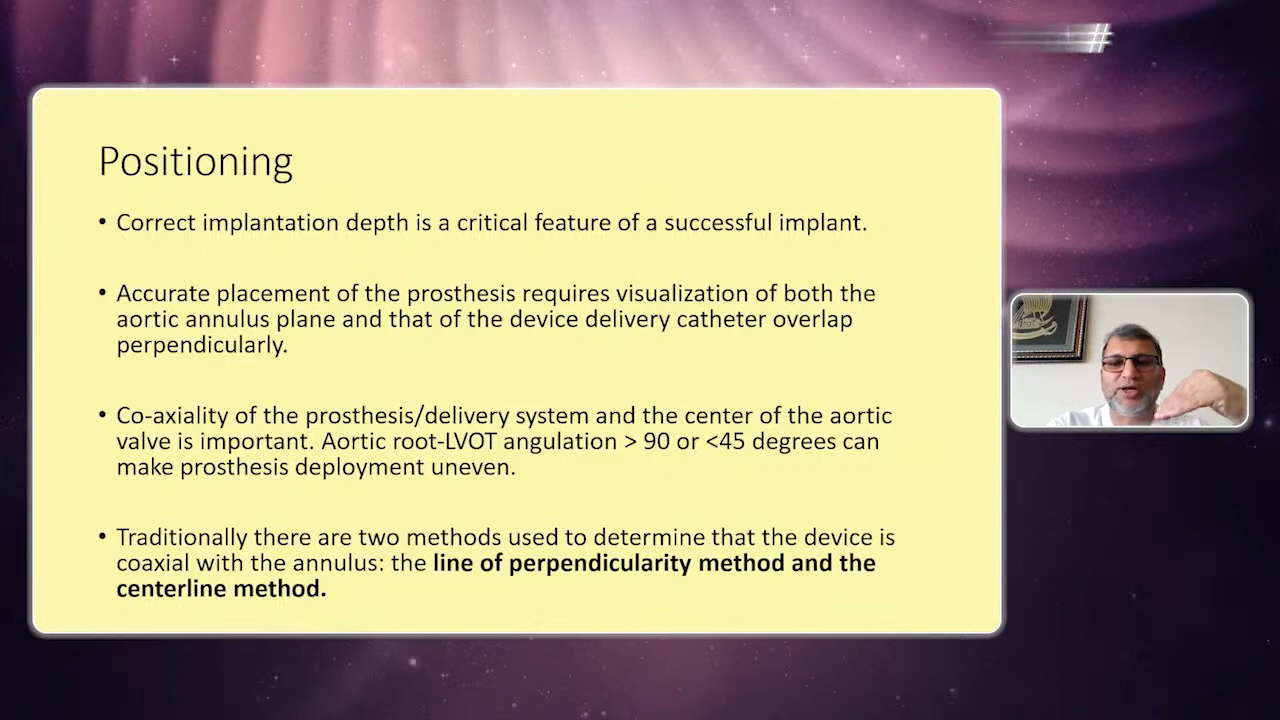 Positioning
• Correct implantation depth is a critical feature of a successful implant.
• Accurate placement of the prosthesis requires visualization of both the
aortic annulus plane and that of the device delivery catheter overlap
perpendicularly.
• Co-axiality of the prosthesis/delivery system and the center of the aortic
valve is important. Aortic root-LVOT angulation > 90 or <45 degrees can
make prosthesis deployment uneven.
• Traditionally there are two methods used to determine that the device is
coaxial with the annulus: the line of perpendicularity method and the
centerline method.
#